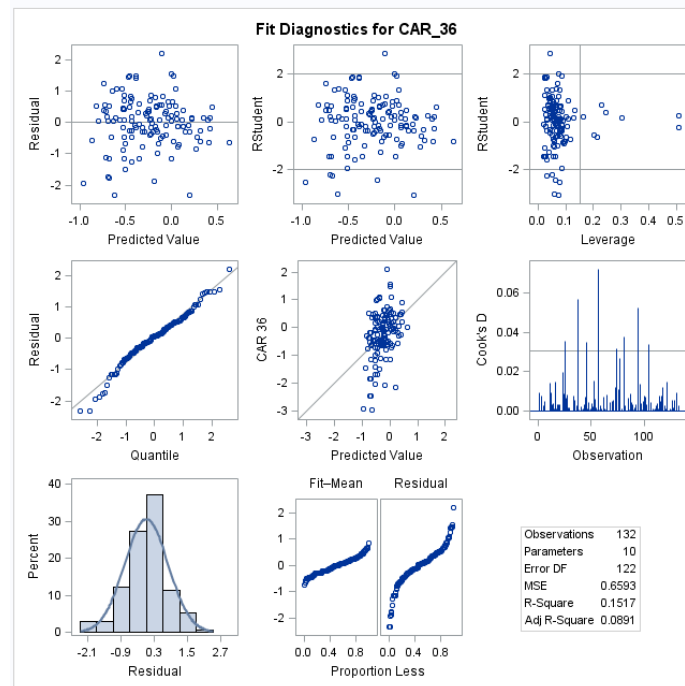 Fit Diagnostics for CAR_36
2
1
0
-1
-2
Residual
-1.0 -0.5 0.0 0.5
Predicted Value
2
0
-2
RStudent
-1.0 -0.5 0.0 0.5
Predicted Value
2
0
-2
RStudent
0.0 0.1 0.2 0.3 0.4 0.5
Leverage
2
1
0
-1
-2
Residual
-2 -1 0 1 2
Quantile
2
1
0
-1
-2
-3
CAR 36
-3 -2 -1 0 1 2
Predicted Value
0.06
0.04
0.02
0.00
Cook's D
0 50 100
Observation
40
30
20
10
0
Percent
-2.1 -0.9 0.3 1.5 2.7
Residual
Fit–Mean Residual
2
1
0
-1
-2
0.0 0.4 0.8 0.0 0.4 0.8
Proportion Less
Observations 132
Parameters 10
Error DF 122
MSE 0.6593
R-Square 0.1517
Adj R-Square 0.0891